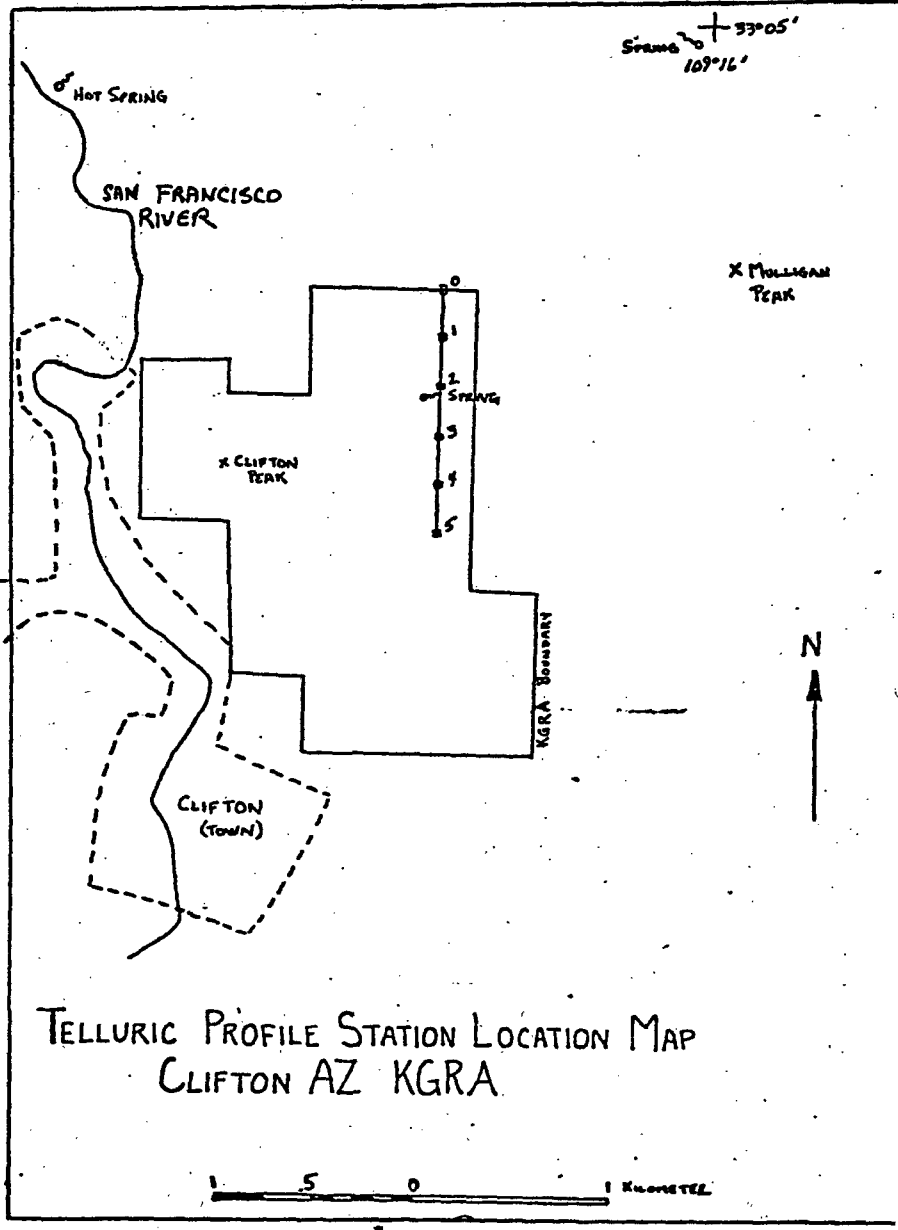 33°05'
SPRING
109°16'
HOT SPRING
SAN FRANCISCO
RIVER
X MULLIGAN
PEAK
0
1
2
SPRING
3
X CLIFTON
PEAK
4
5
KGRA BOUNDARY
N
CLIFTON
(TOWN)
TELLURIC PROFILE STATION LOCATION MAP
CLIFTON AZ KGRA
1 .5 0 1 KILOMETER